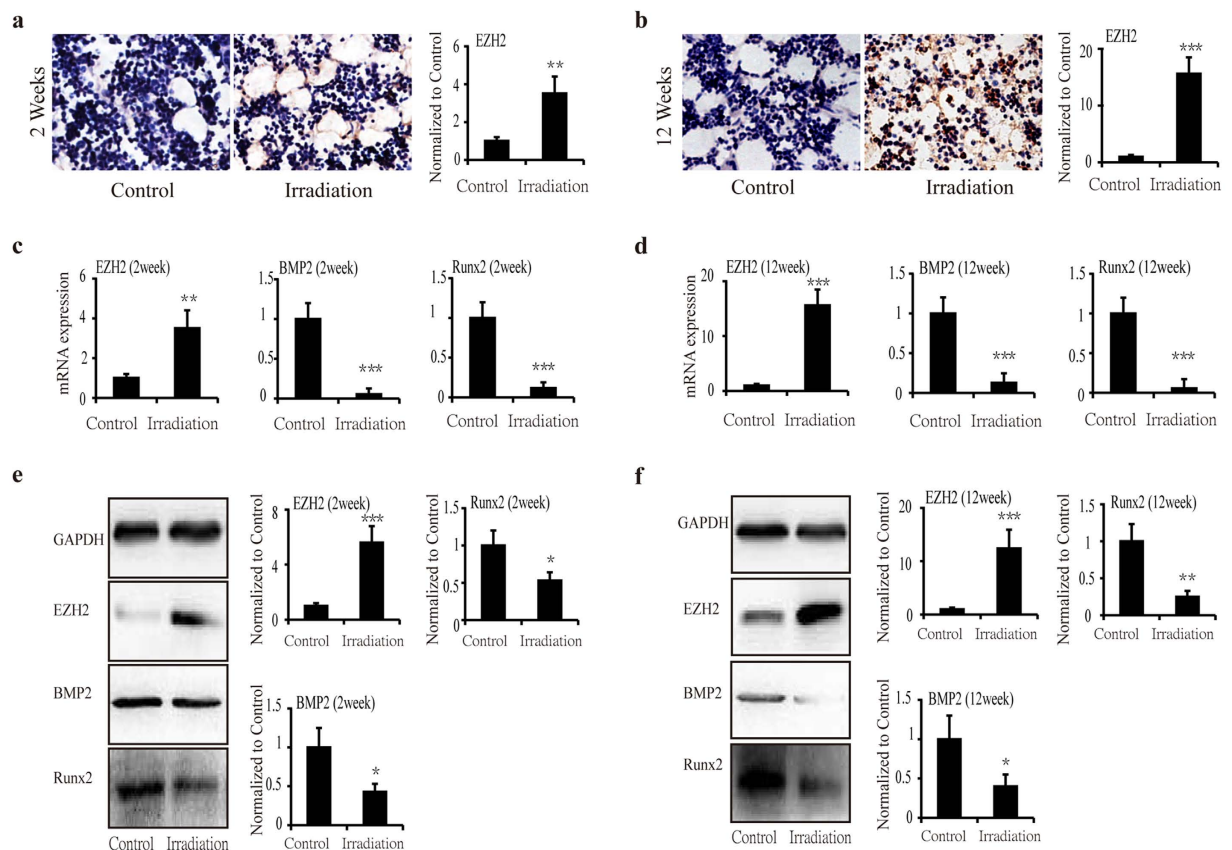 a
2 Weeks
Control
Irradiation
Normalized to Control
EZH2
6
4
2
0
**
Control Irradiation
b
12 Weeks
Control
Irradiation
Normalized to Control
EZH2
20
10
0
***
Control Irradiation
c
mRNA expression
EZH2 (2week)
6
4
2
0
**
Control Irradiation
BMP2 (2week)
1.5
1
0.5
0
***
Control Irradiation
Runx2 (2week)
1.5
1
0.5
0
***
Control Irradiation
d
mRNA expression
EZH2 (12week)
20
10
0
***
Control Irradiation
BMP2 (12week)
1.5
1
0.5
0
***
Control Irradiation
Runx2 (12week)
1.5
1
0.5
0
***
Control Irradiation
e
GAPDH
EZH2
BMP2
Runx2
Control Irradiation
Normalized to Control
EZH2 (2week)
8
4
0
***
Control Irradiation
Normalized to Control
Runx2 (2week)
1.5
1
0.5
0
*
Control Irradiation
Normalized to Control
BMP2 (2week)
1.5
1
0.5
0
*
Control Irradiation
f
GAPDH
EZH2
BMP2
Runx2
Control Irradiation
Normalized to Control
EZH2 (12week)
20
10
0
***
Control Irradiation
Normalized to Control
Runx2 (12week)
1.5
1
0.5
0
**
Control Irradiation
Normalized to Control
BMP2 (12week)
1.5
1
0.5
0
*
Control Irradiation